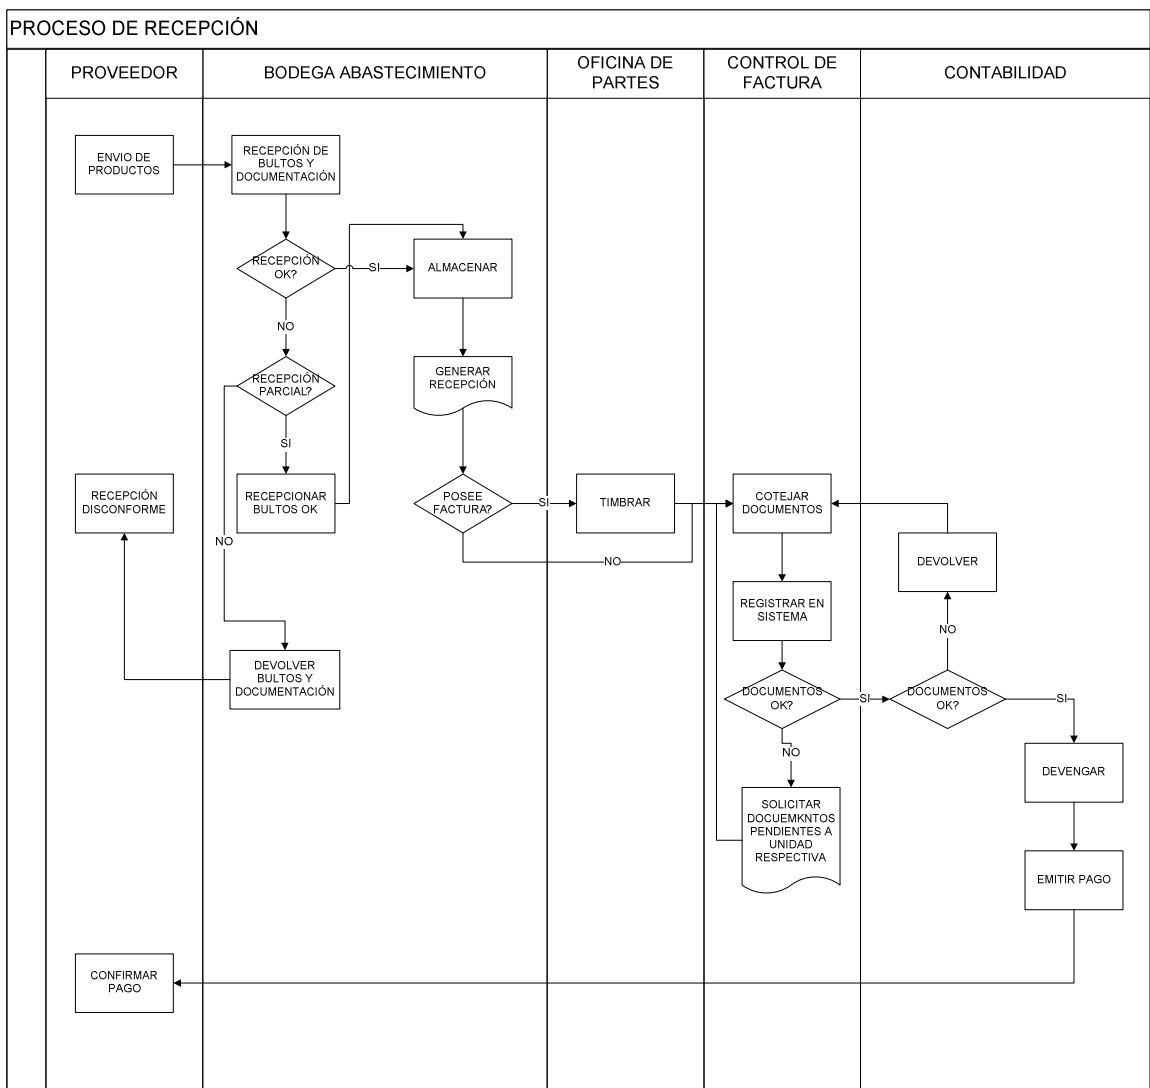 PROCESO DE RECEPCIÓN
PROVEEDOR
BODEGA ABASTECIMIENTO
OFICINA DE
PARTES
CONTROL DE
FACTURA
CONTABILIDAD
ENVIO DE
PRODUCTOS
RECEPCIÓN DE
BULTOS Y
DOCUMENTACIÓN
RECEPCIÓN
OK?
SI
ALMACENAR
NO
RECEPCIÓN
PARCIAL?
GENERAR
RECEPCIÓN
SI
RECEPCIÓN
DISCONFORME
RECEPCIONAR
BULTOS OK
POSEE
FACTURA?
SI
TIMBRAR
COTEJAR
DOCUMENTOS
NO
NO
DEVOLVER
REGISTRAR EN
SISTEMA
NO
DEVOLVER
BULTOS Y
DOCUMENTACIÓN
DOCUMENTOS
OK?
SI
DOCUMENTOS
OK?
SI
NO
DEVENGAR
SOLICITAR
DOCUEMKNTOS
PENDIENTES A
UNIDAD
RESPECTIVA
EMITIR PAGO
CONFIRMAR
PAGO